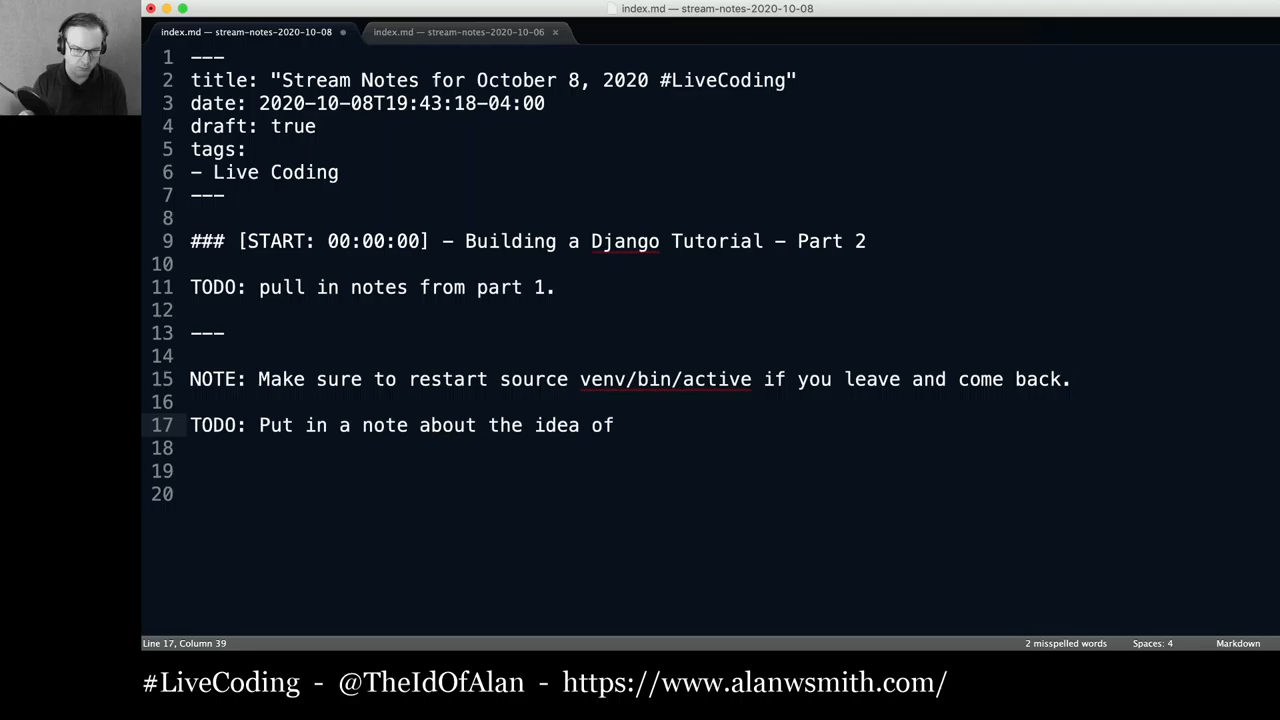 index.md — stream-notes-2020-10-08
index.md — stream-notes-2020-10-08
index.md — stream-notes-2020-10-06
1 ---
2 title: "Stream Notes for October 8, 2020 #LiveCoding"
3 date: 2020-10-08T19:43:18-04:00
4 draft: true
5 tags:
6 - Live Coding
7 ---
8
9 ### [START: 00:00:00] - Building a Django Tutorial - Part 2
10
11 TODO: pull in notes from part 1.
12
13 ---
14
15 NOTE: Make sure to restart source venv/bin/active if you leave and come back.
16
17 TODO: Put in a note about the idea of
18
19
20
Line 17, Column 39
2 misspelled words
Spaces: 4
Markdown
#LiveCoding - @TheIdOfAlan - https://www.alanwsmith.com/